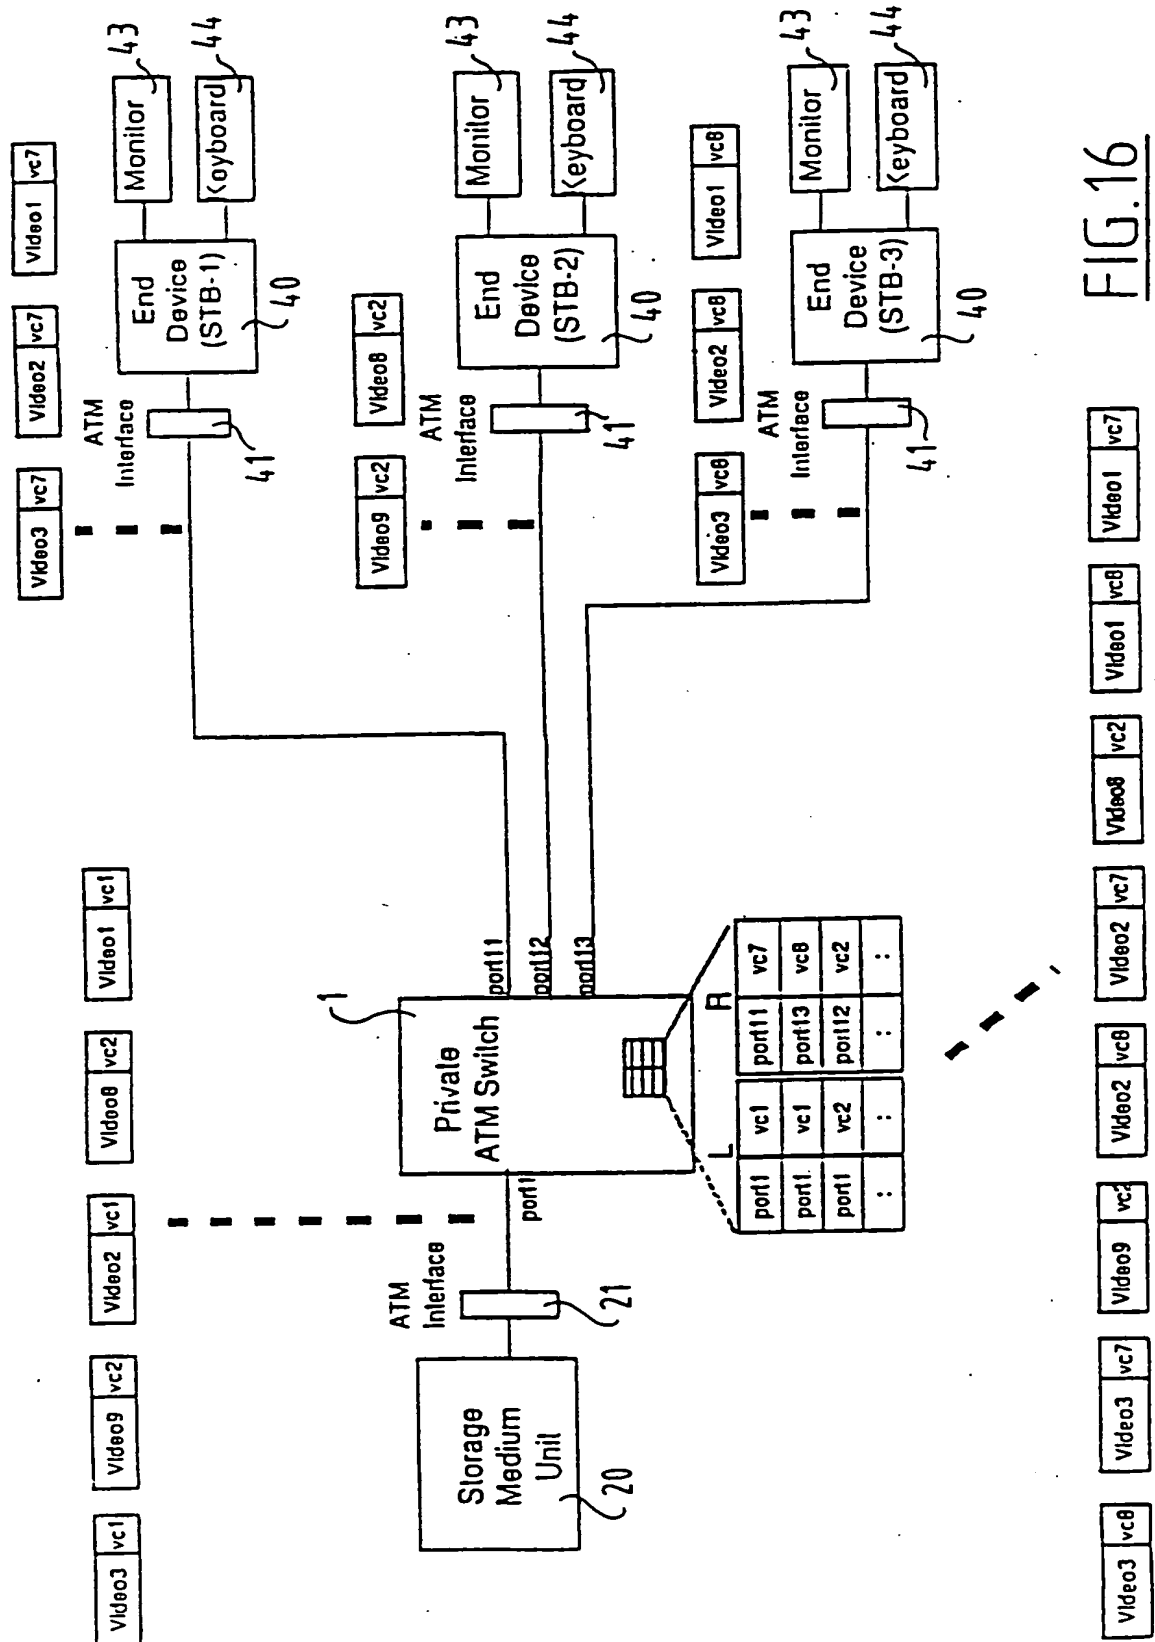 Video3 vc1
Video9 vc2
Video2 vc1
Video8 vc2
Video1 vc1
Video3 vc7
Video2 vc7
Video1 vc7
Storage
Medium
Unit
20
ATM
Interface
21
port1
Private
ATM Switch
1
port11
port12
port13
L
R
port1 vc1 port11 vc7
port1 vc1 port13 vc8
port1 vc2 port12 vc2
: : : :
ATM
Interface
41
End
Device
(STB-1)
40
Monitor
43
Keyboard
44
Video9 vc2
Video8 vc2
ATM
Interface
41
End
Device
(STB-2)
40
Monitor
43
Keyboard
44
Video3 vc8
Video2 vc8
Video1 vc8
ATM
Interface
41
End
Device
(STB-3)
40
Monitor
43
Keyboard
44
Video3 vc8
Video3 vc7
Video9 vc2
Video2 vc8
Video2 vc7
Video8 vc2
Video1 vc8
Video1 vc7
FIG.16